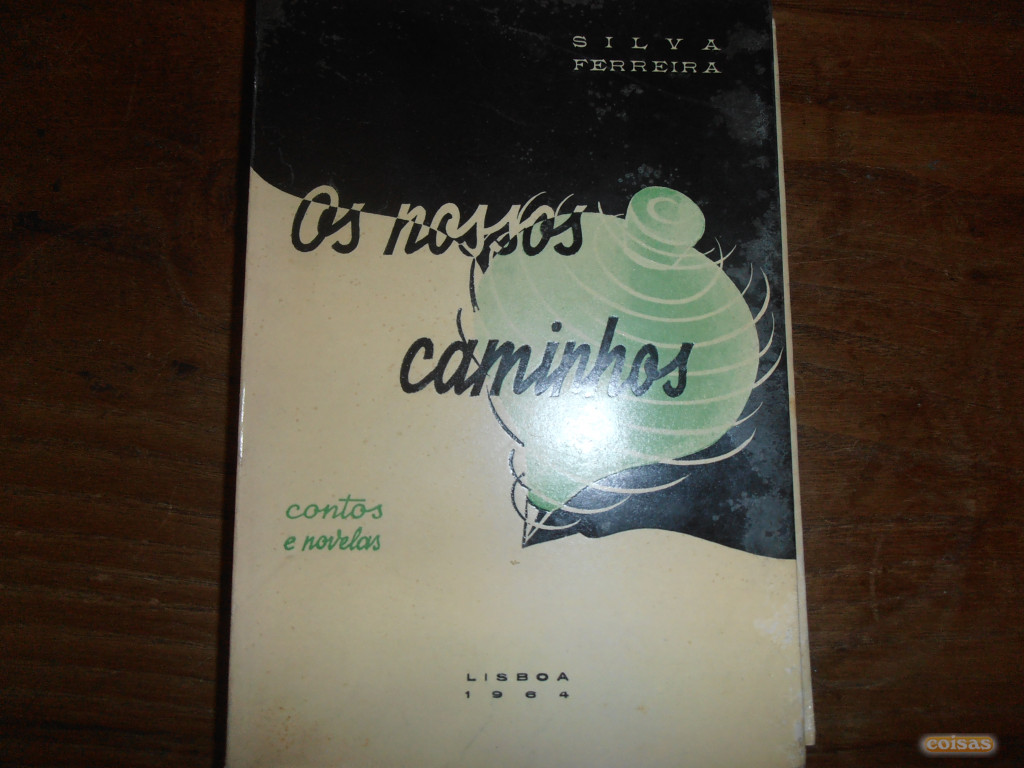 SILVA
FERREIRA
Os nossos
caminhos
contos
e novelas
LISBOA
1964
coisas